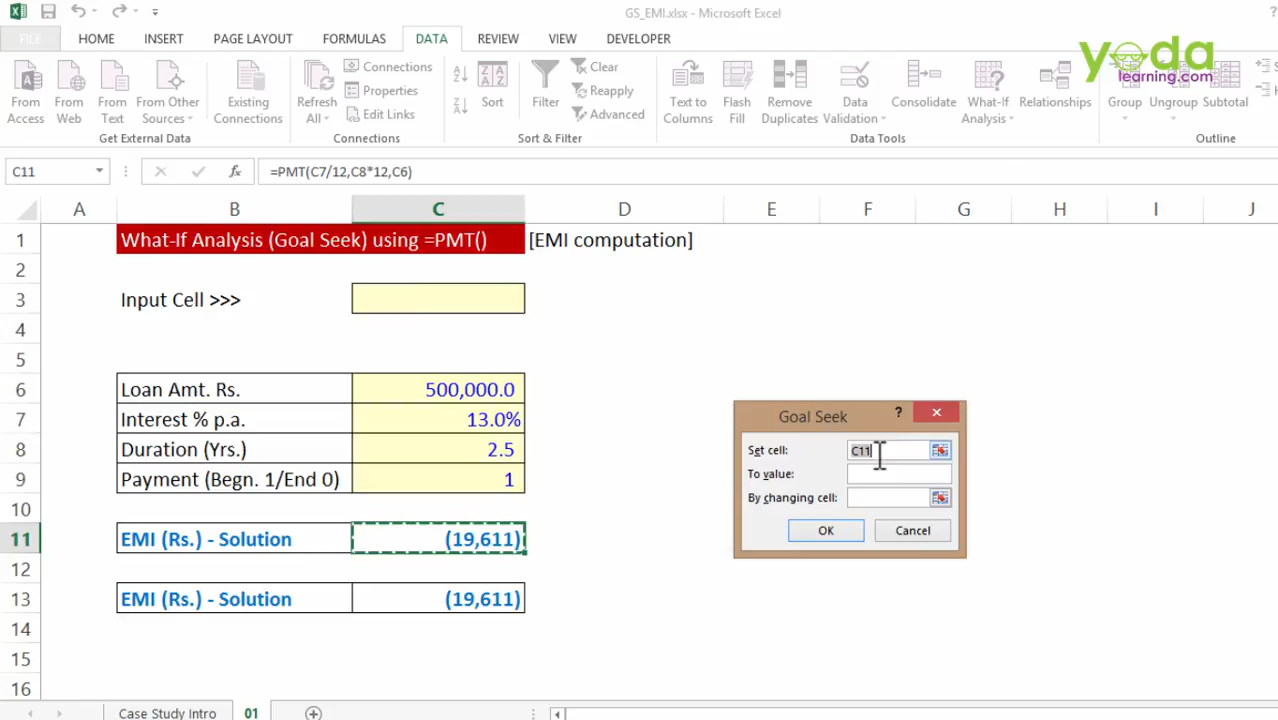 GS_EMI.xlsx - Microsoft Excel
?
FILE HOME INSERT PAGE LAYOUT FORMULAS DATA REVIEW VIEW DEVELOPER
yoda
learning.com
From Access
From Web
From Text
From Other Sources
Existing Connections
Get External Data
Refresh All
Connections
Properties
Edit Links
Connections
Sort
Filter
Clear
Reapply
Advanced
Sort & Filter
Text to Columns
Flash Fill
Remove Duplicates
Data Validation
Consolidate
What-If Analysis
Relationships
Data Tools
Group
Ungroup
Subtotal
Outline
C11 fx =PMT(C7/12,C8*12,C6)
A B C D E F G H I J
1 What-If Analysis (Goal Seek) using =PMT() [EMI computation]
2
3 Input Cell >>>
4
5
6 Loan Amt. Rs. 500,000.0
7 Interest % p.a. 13.0%
8 Duration (Yrs.) 2.5
9 Payment (Begn. 1/End 0) 1
10
11 EMI (Rs.) - Solution (19,611)
12
13 EMI (Rs.) - Solution (19,611)
14
15
16
Goal Seek ?
Set cell: C11
To value:
By changing cell:
OK Cancel
Case Study Intro 01